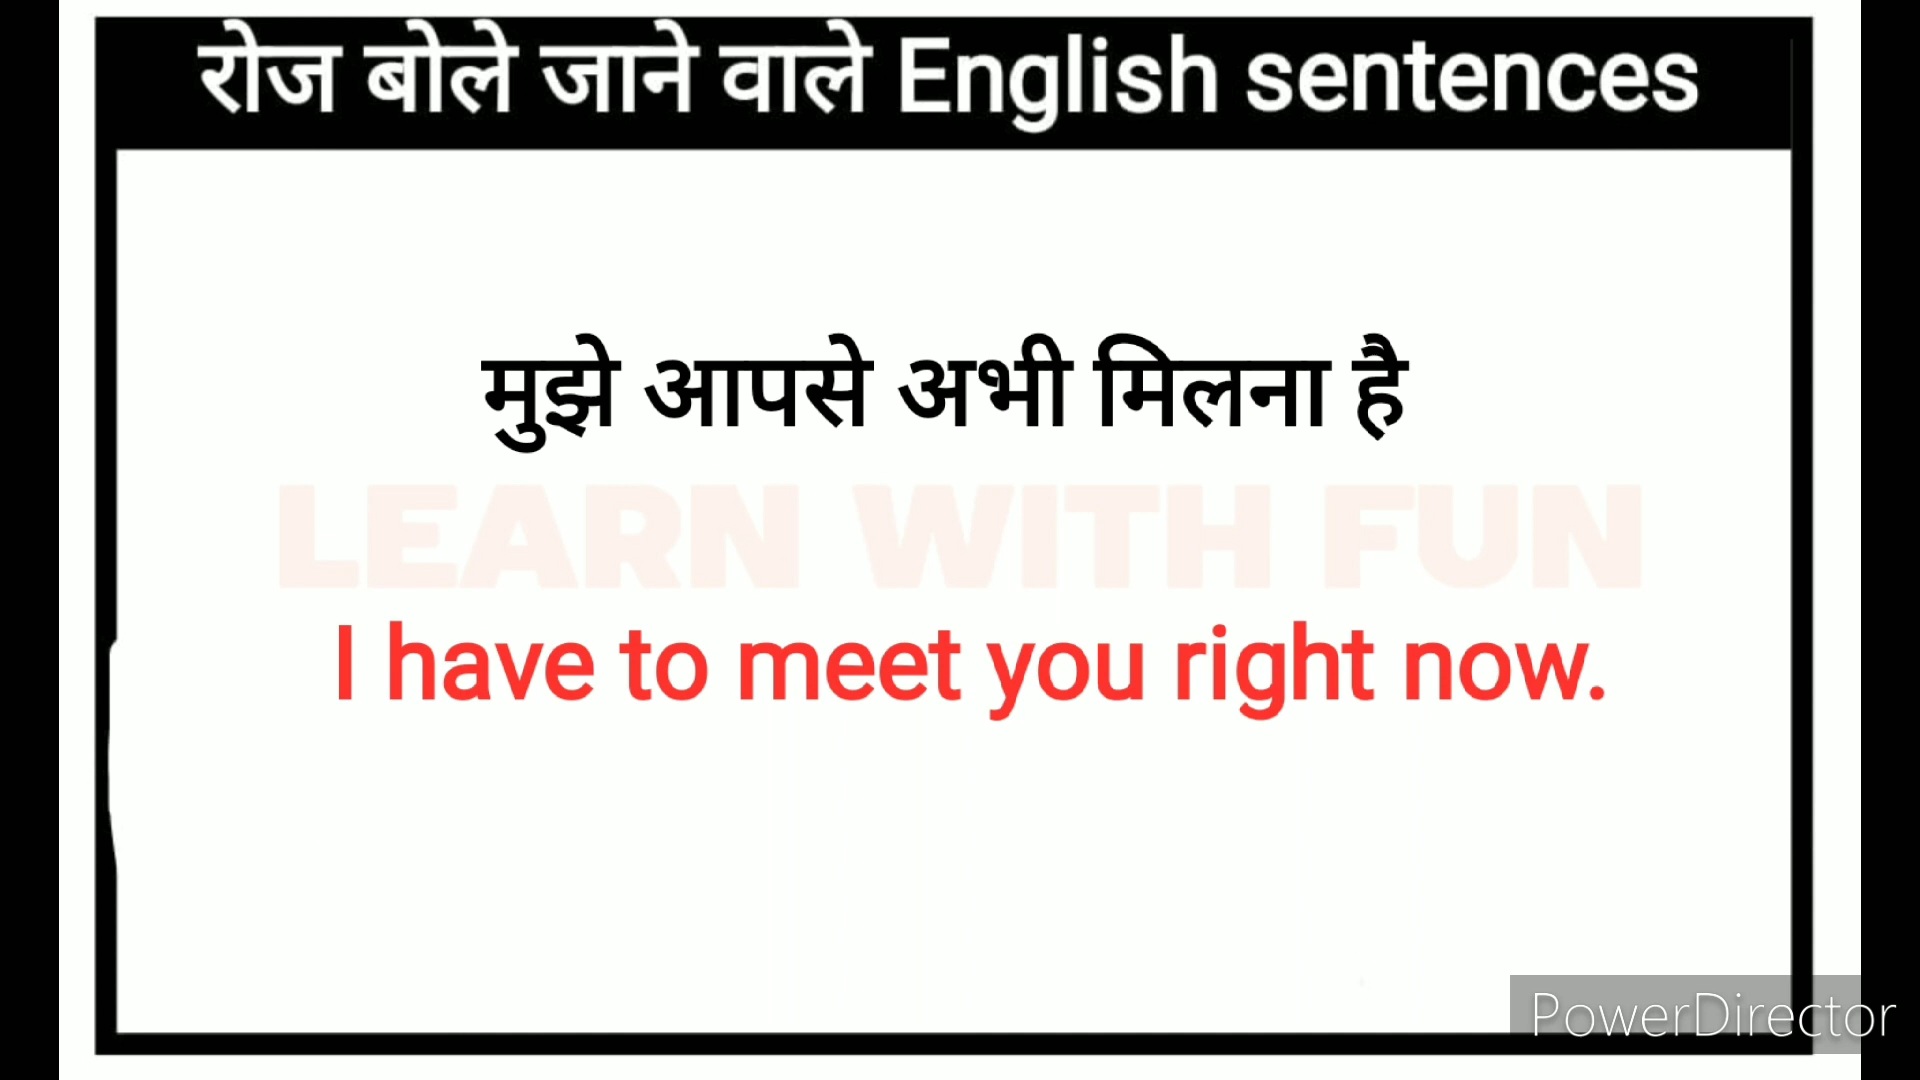 रोज बोले जाने वाले English sentences
मुझे आपसे अभी मिलना है
LEARN WITH FUN
I have to meet you right now.
PowerDirector